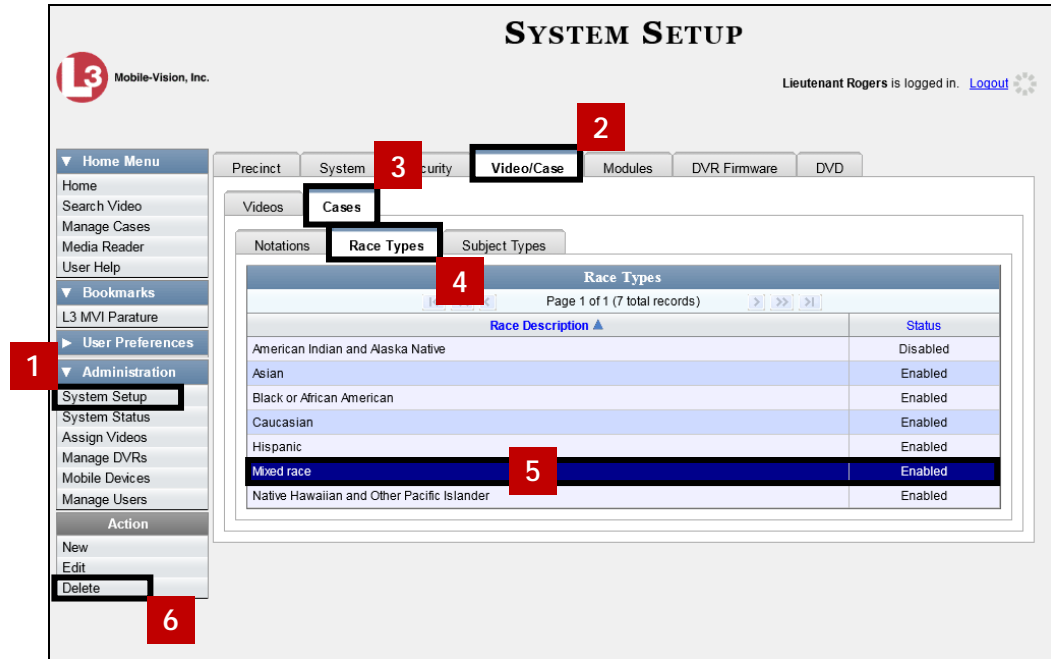 SYSTEM SETUP
L3 Mobile-Vision, Inc.
Lieutenant Rogers is logged in. Logout
2
▼ Home Menu
Home
Search Video
Manage Cases
Media Reader
User Help
▼ Bookmarks
L3 MVI Parature
▶ User Preferences
1
▼ Administration
System Setup
System Status
Assign Videos
Manage DVRs
Mobile Devices
Manage Users
Action
New
Edit
Delete
6
Precinct System 3 curity Video/Case Modules DVR Firmware DVD
Videos Cases
Notations Race Types Subject Types
4
Race Types
Page 1 of 1 (7 total records)
Race Description ▲ Status
American Indian and Alaska Native Disabled
Asian Enabled
Black or African American Enabled
Caucasian Enabled
Hispanic Enabled
Mixed race 5 Enabled
Native Hawaiian and Other Pacific Islander Enabled